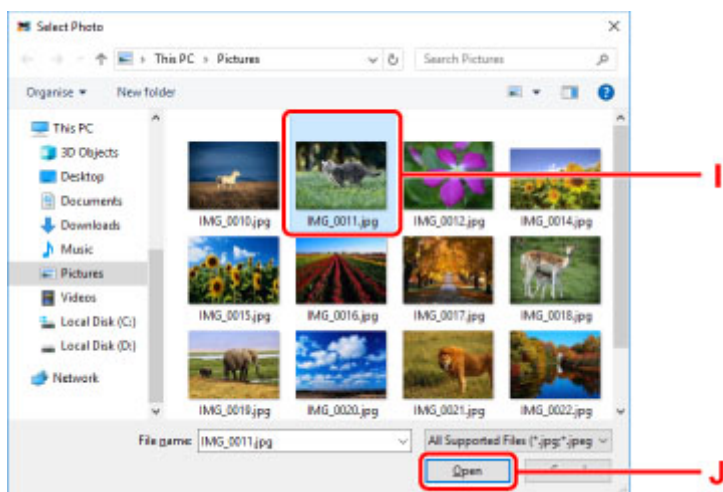 Select Photo
This PC > Pictures
Search Pictures
Organise
New folder
This PC
3D Objects
Desktop
Documents
Downloads
Music
Pictures
Videos
Local Disk (C:)
Local Disk (D:)
Network
IMG_0010.jpg IMG_0011.jpg IMG_0012.jpg IMG_0014.jpg
IMG_0015.jpg IMG_0016.jpg IMG_0017.jpg IMG_0018.jpg
IMG_0019.jpg IMG_0020.jpg IMG_0021.jpg IMG_0022.jpg
I
File name: IMG_0011.jpg
All Supported Files (*.jpg;*.jpeg
Open
J